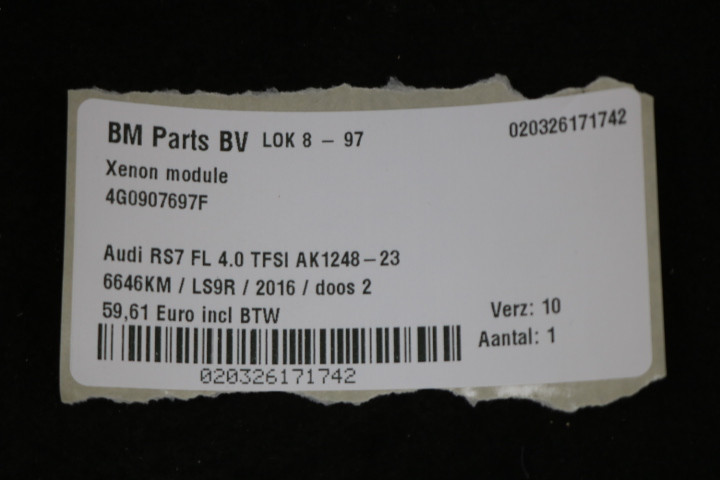 BM Parts BV LOK 8 - 97
020326171742
Xenon module
4G0907697F
Audi RS7 FL 4.0 TFSI AK1248-23
6646KM / LS9R / 2016 / doos 2
59,61 Euro incl BTW
Verz: 10
Aantal: 1
020326171742